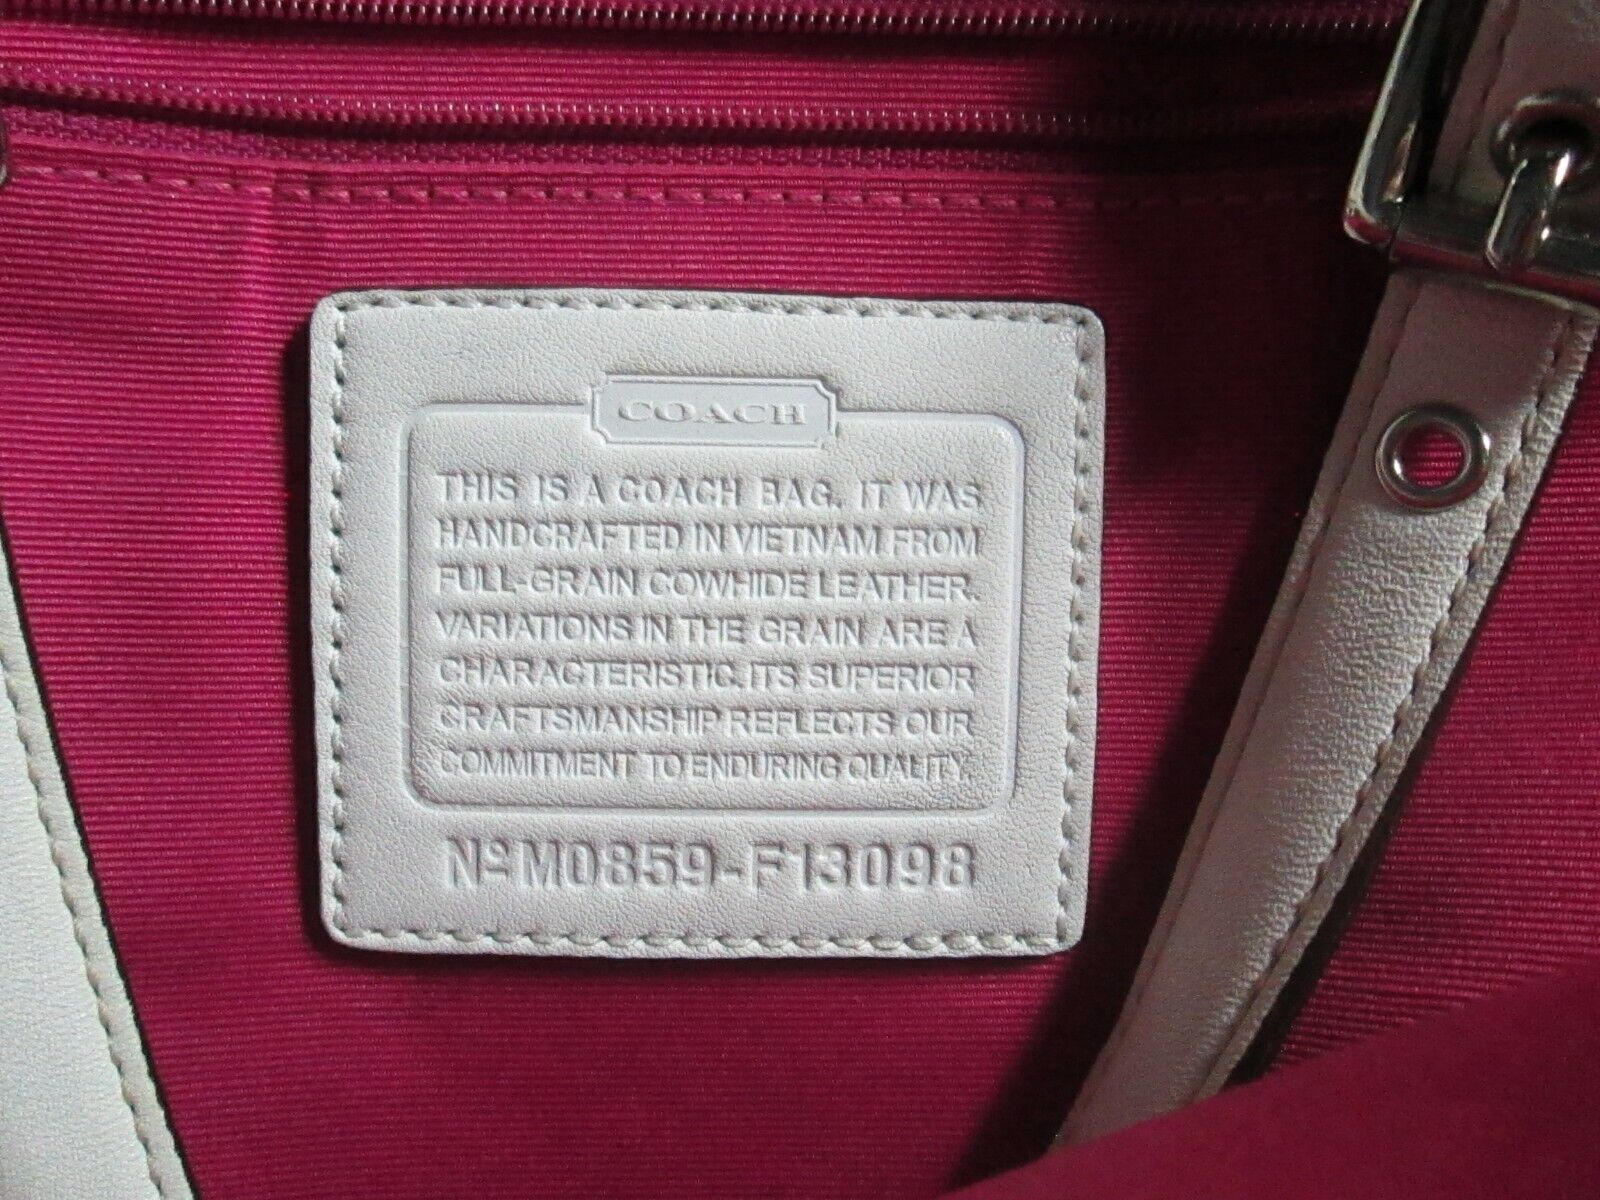 COACH
THIS IS A COACH BAG. IT WAS
HANDCRAFTED IN VIETNAM FROM
FULL-GRAIN COWHIDE LEATHER.
VARIATIONS IN THE GRAIN ARE A
CHARACTERISTIC. ITS SUPERIOR
CRAFTSMANSHIP REFLECTS OUR
COMMITMENT TO ENDURING QUALITY.
Nº M0859-F13098